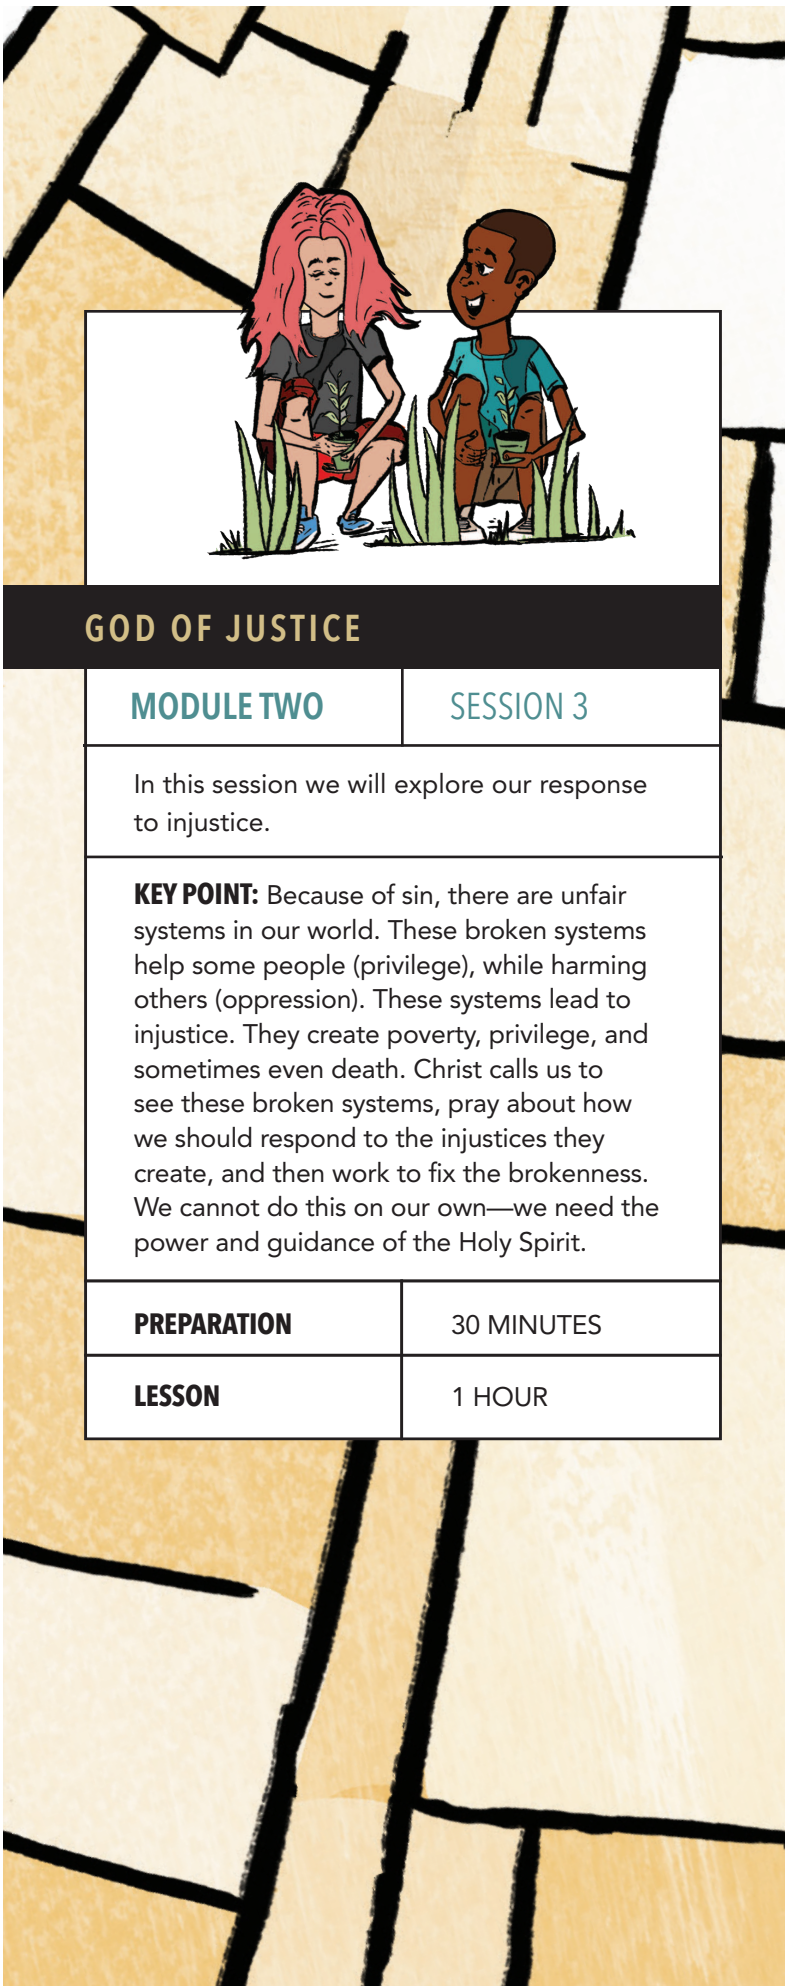 GOD OF JUSTICE
MODULE TWO
SESSION 3
In this session we will explore our response
to injustice.
KEY POINT: Because of sin, there are unfair
systems in our world. These broken systems
help some people (privilege), while harming
others (oppression). These systems lead to
injustice. They create poverty, privilege, and
sometimes even death. Christ calls us to
see these broken systems, pray about how
we should respond to the injustices they
create, and then work to fix the brokenness.
We cannot do this on our own—we need the
power and guidance of the Holy Spirit.
PREPARATION
30 MINUTES
LESSON
1 HOUR